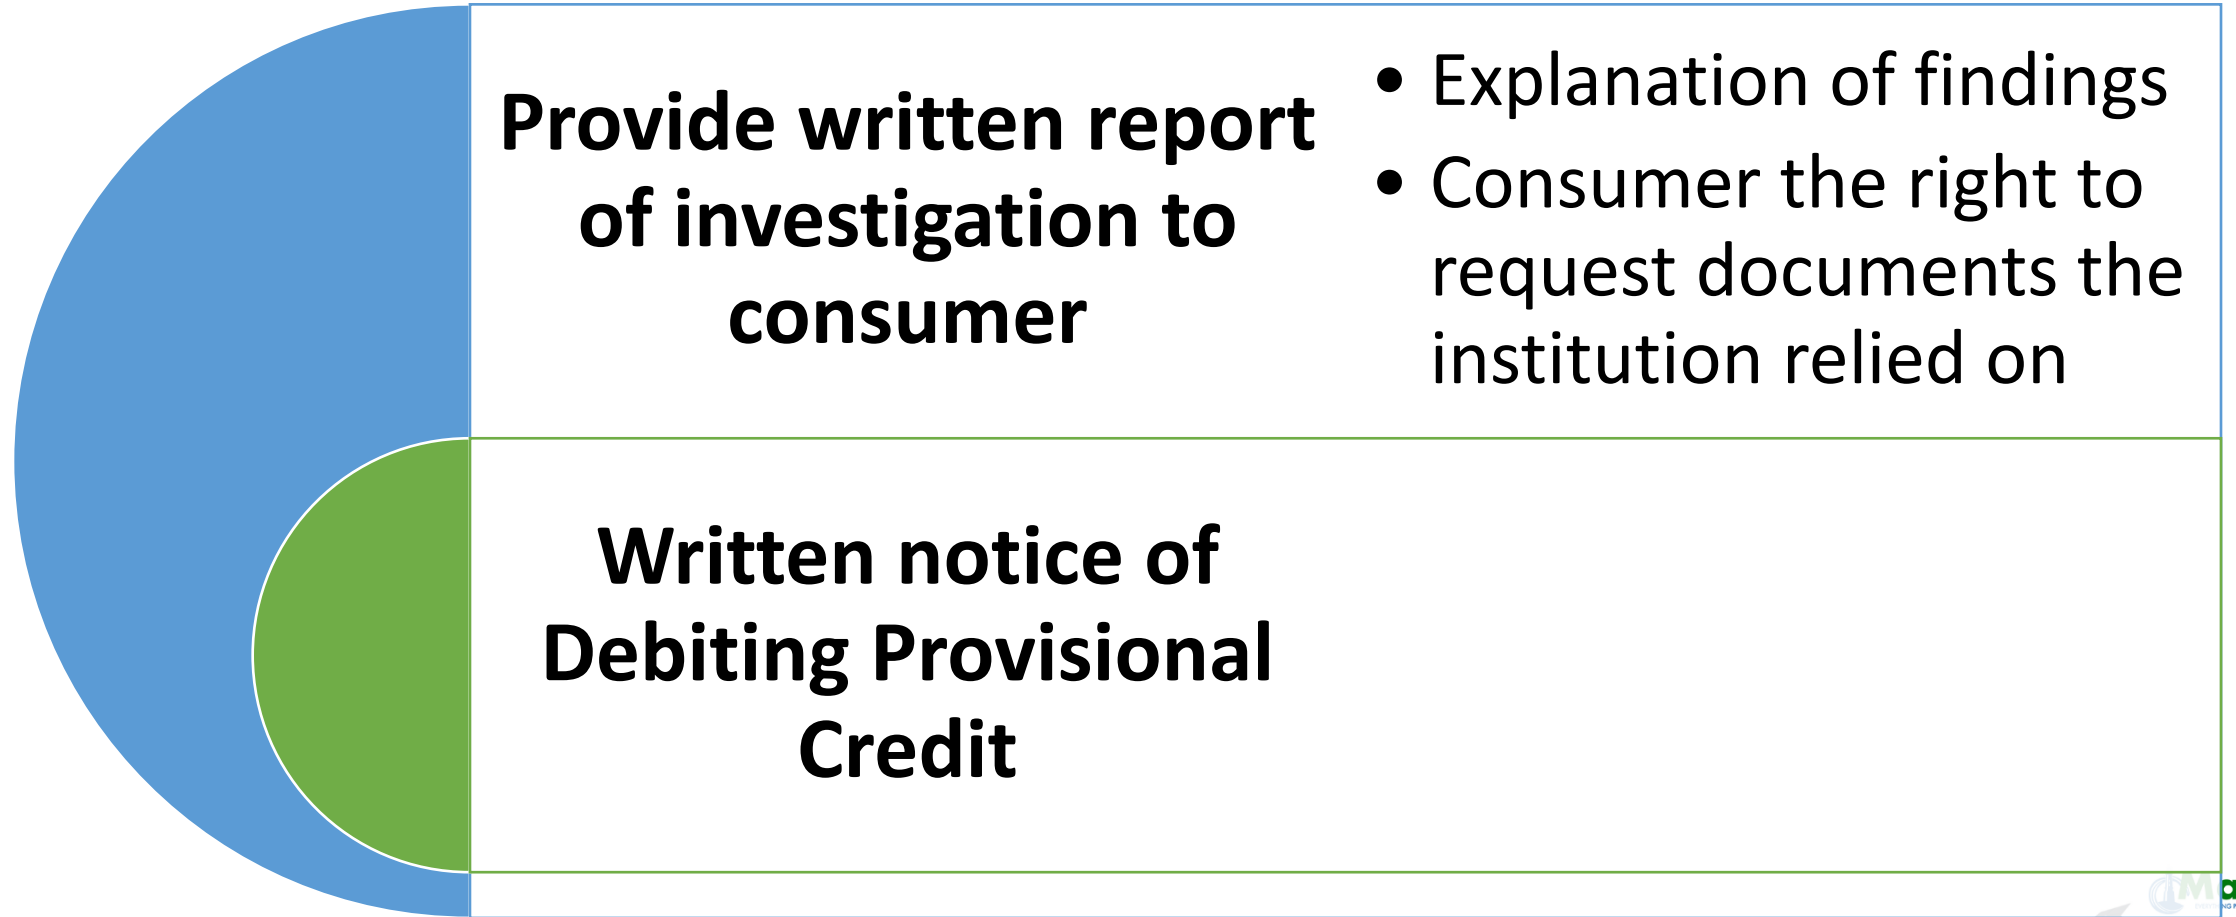 Provide written report
of investigation to
consumer
• Explanation of findings
• Consumer the right to
request documents the
institution relied on
Written notice of
Debiting Provisional
Credit